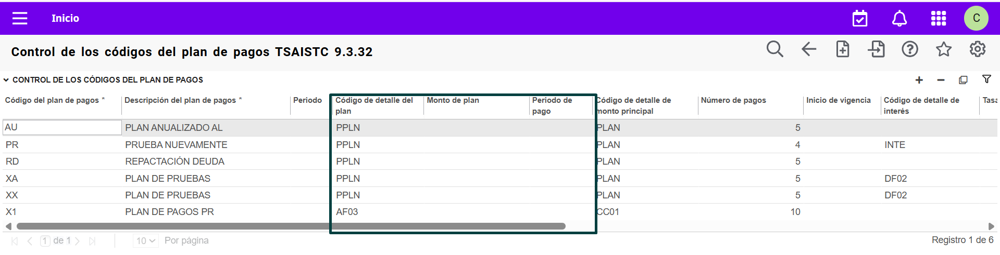 Inicio
C
Control de los códigos del plan de pagos TSAISTC 9.3.32
CONTROL DE LOS CÓDIGOS DEL PLAN DE PAGOS
Código del plan de pagos * Descripción del plan de pagos * Periodo Código de detalle del plan Monto de plan Periodo de pago Código de detalle de monto principal Número de pagos Inicio de vigencia Código de detalle de interés Tasa
AU PLAN ANUALIZADO AL PPLN PLAN 5
PR PRUEBA NUEVAMENTE PPLN PLAN 4 INTE
RD REPACTACIÓN DEUDA PPLN PLAN 5
XA PLAN DE PRUEBAS PPLN PLAN 5 DF02
XX PLAN DE PRUEBAS PPLN PLAN 5 DF02
X1 PLAN DE PAGOS PR AF03 CC01 10
1 de 1 10 Por página Registro 1 de 6